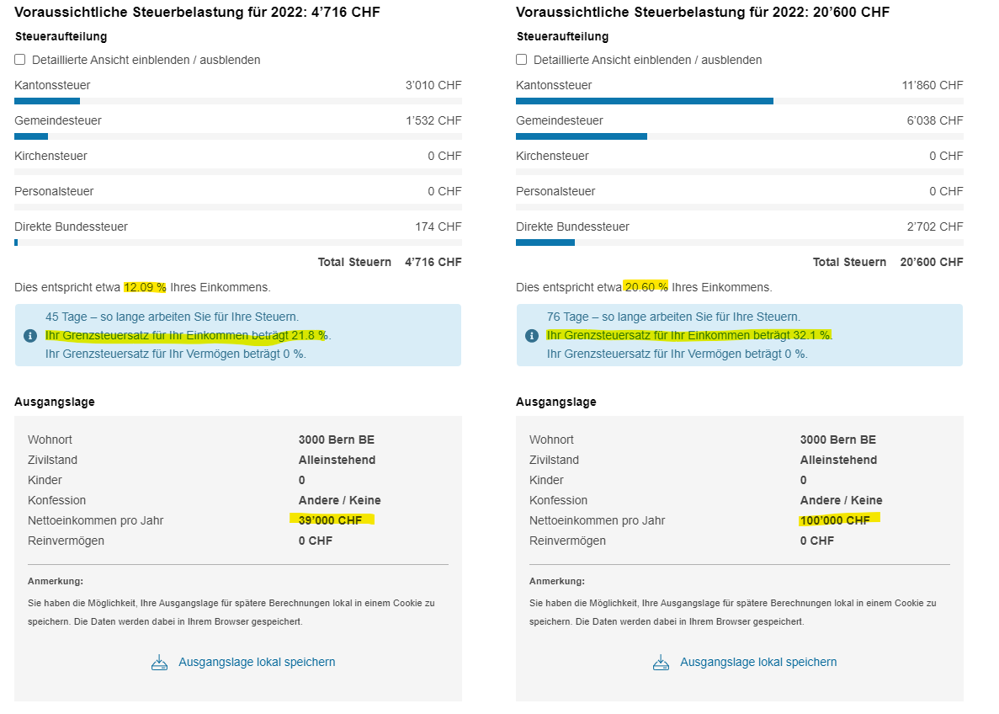 Voraussichtliche Steuerbelastung für 2022: 4’716 CHF
Steueraufteilung
Detaillierte Ansicht einblenden / ausblenden
Kantonssteuer 3’010 CHF
Gemeindesteuer 1’532 CHF
Kirchensteuer 0 CHF
Personalsteuer 0 CHF
Direkte Bundessteuer 174 CHF
Total Steuern 4’716 CHF
Dies entspricht etwa 12.09 % Ihres Einkommens.
45 Tage – so lange arbeiten Sie für Ihre Steuern.
Ihr Grenzsteuersatz für Ihr Einkommen beträgt 21.8 %.
Ihr Grenzsteuersatz für Ihr Vermögen beträgt 0 %.
Ausgangslage
Wohnort 3000 Bern BE
Zivilstand Alleinstehend
Kinder 0
Konfession Andere / Keine
Nettoeinkommen pro Jahr 39’000 CHF
Reinvermögen 0 CHF
Anmerkung:
Sie haben die Möglichkeit, Ihre Ausgangslage für spätere Berechnungen lokal in einem Cookie zu
speichern. Die Daten werden dabei in Ihrem Browser gespeichert.
Ausgangslage lokal speichern
Voraussichtliche Steuerbelastung für 2022: 20’600 CHF
Steueraufteilung
Detaillierte Ansicht einblenden / ausblenden
Kantonssteuer 11’860 CHF
Gemeindesteuer 6’038 CHF
Kirchensteuer 0 CHF
Personalsteuer 0 CHF
Direkte Bundessteuer 2’702 CHF
Total Steuern 20’600 CHF
Dies entspricht etwa 20.60 % Ihres Einkommens.
76 Tage – so lange arbeiten Sie für Ihre Steuern.
Ihr Grenzsteuersatz für Ihr Einkommen beträgt 32.1 %.
Ihr Grenzsteuersatz für Ihr Vermögen beträgt 0 %.
Ausgangslage
Wohnort 3000 Bern BE
Zivilstand Alleinstehend
Kinder 0
Konfession Andere / Keine
Nettoeinkommen pro Jahr 100’000 CHF
Reinvermögen 0 CHF
Anmerkung:
Sie haben die Möglichkeit, Ihre Ausgangslage für spätere Berechnungen lokal in einem Cookie zu
speichern. Die Daten werden dabei in Ihrem Browser gespeichert.
Ausgangslage lokal speichern